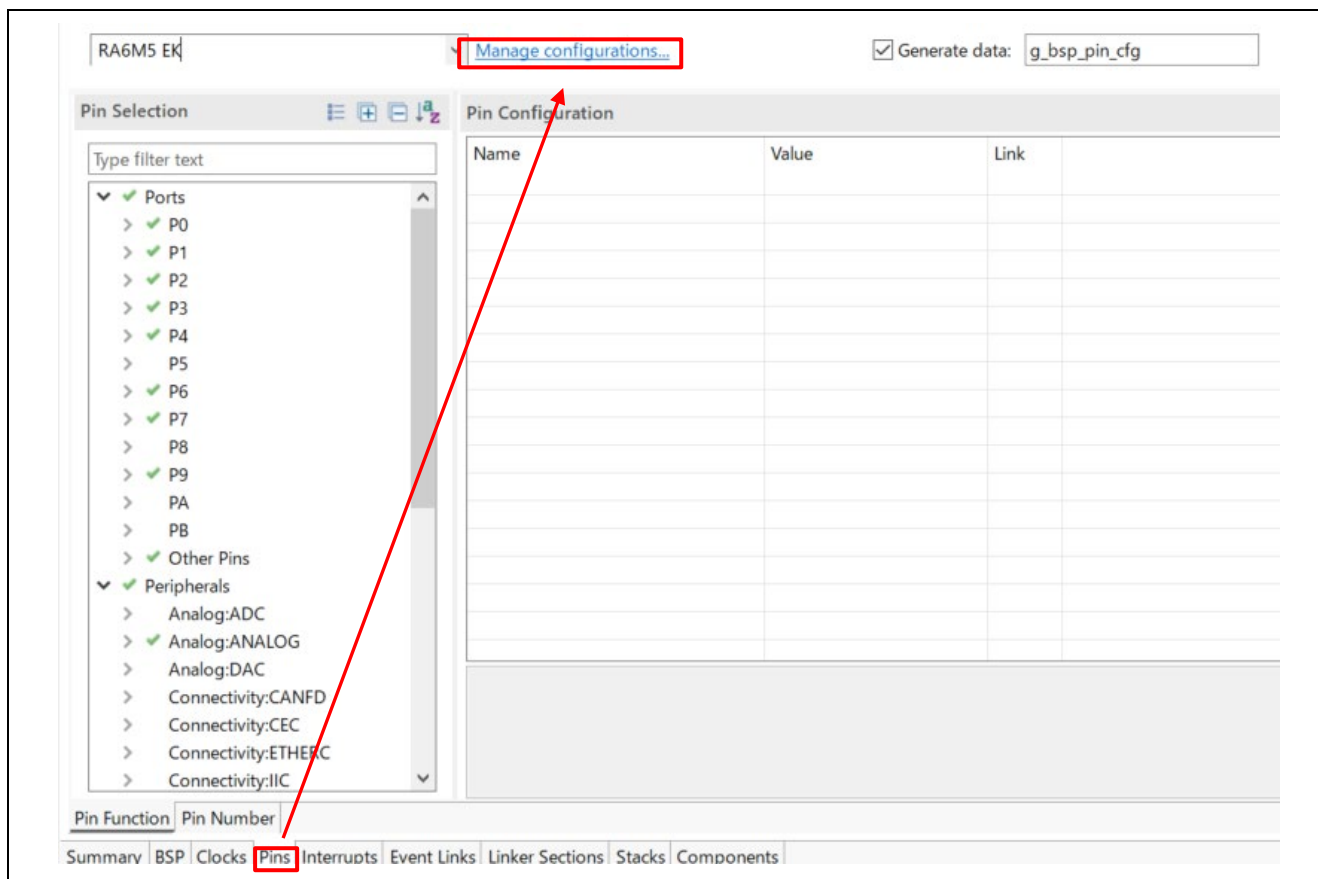 RA6M5 EK Manage configurations... Generate data: g_bsp_pin_cfg
Pin Selection
Type filter text
Ports
P0
P1
P2
P3
P4
P5
P6
P7
P8
P9
PA
PB
Other Pins
Peripherals
Analog:ADC
Analog:ANALOG
Analog:DAC
Connectivity:CANFD
Connectivity:CEC
Connectivity:ETHERC
Connectivity:IIC
Pin Configuration
Name Value Link
Pin Function Pin Number
Summary BSP Clocks Pins Interrupts Event Links Linker Sections Stacks Components